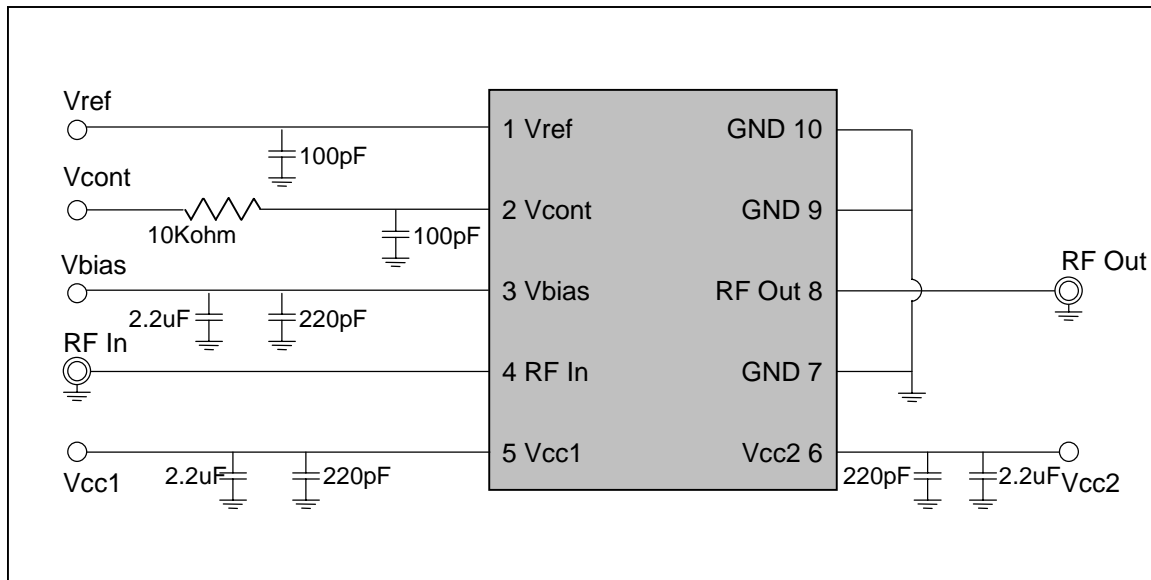 Vref
1 Vref
GND 10
100pF
Vcont
10Kohm
2 Vcont
GND 9
100pF
Vbias
3 Vbias
RF Out 8
RF Out
2.2uF
220pF
RF In
4 RF In
GND 7
Vcc1
5 Vcc1
Vcc2 6
2.2uF
220pF
220pF
2.2uF
Vcc2